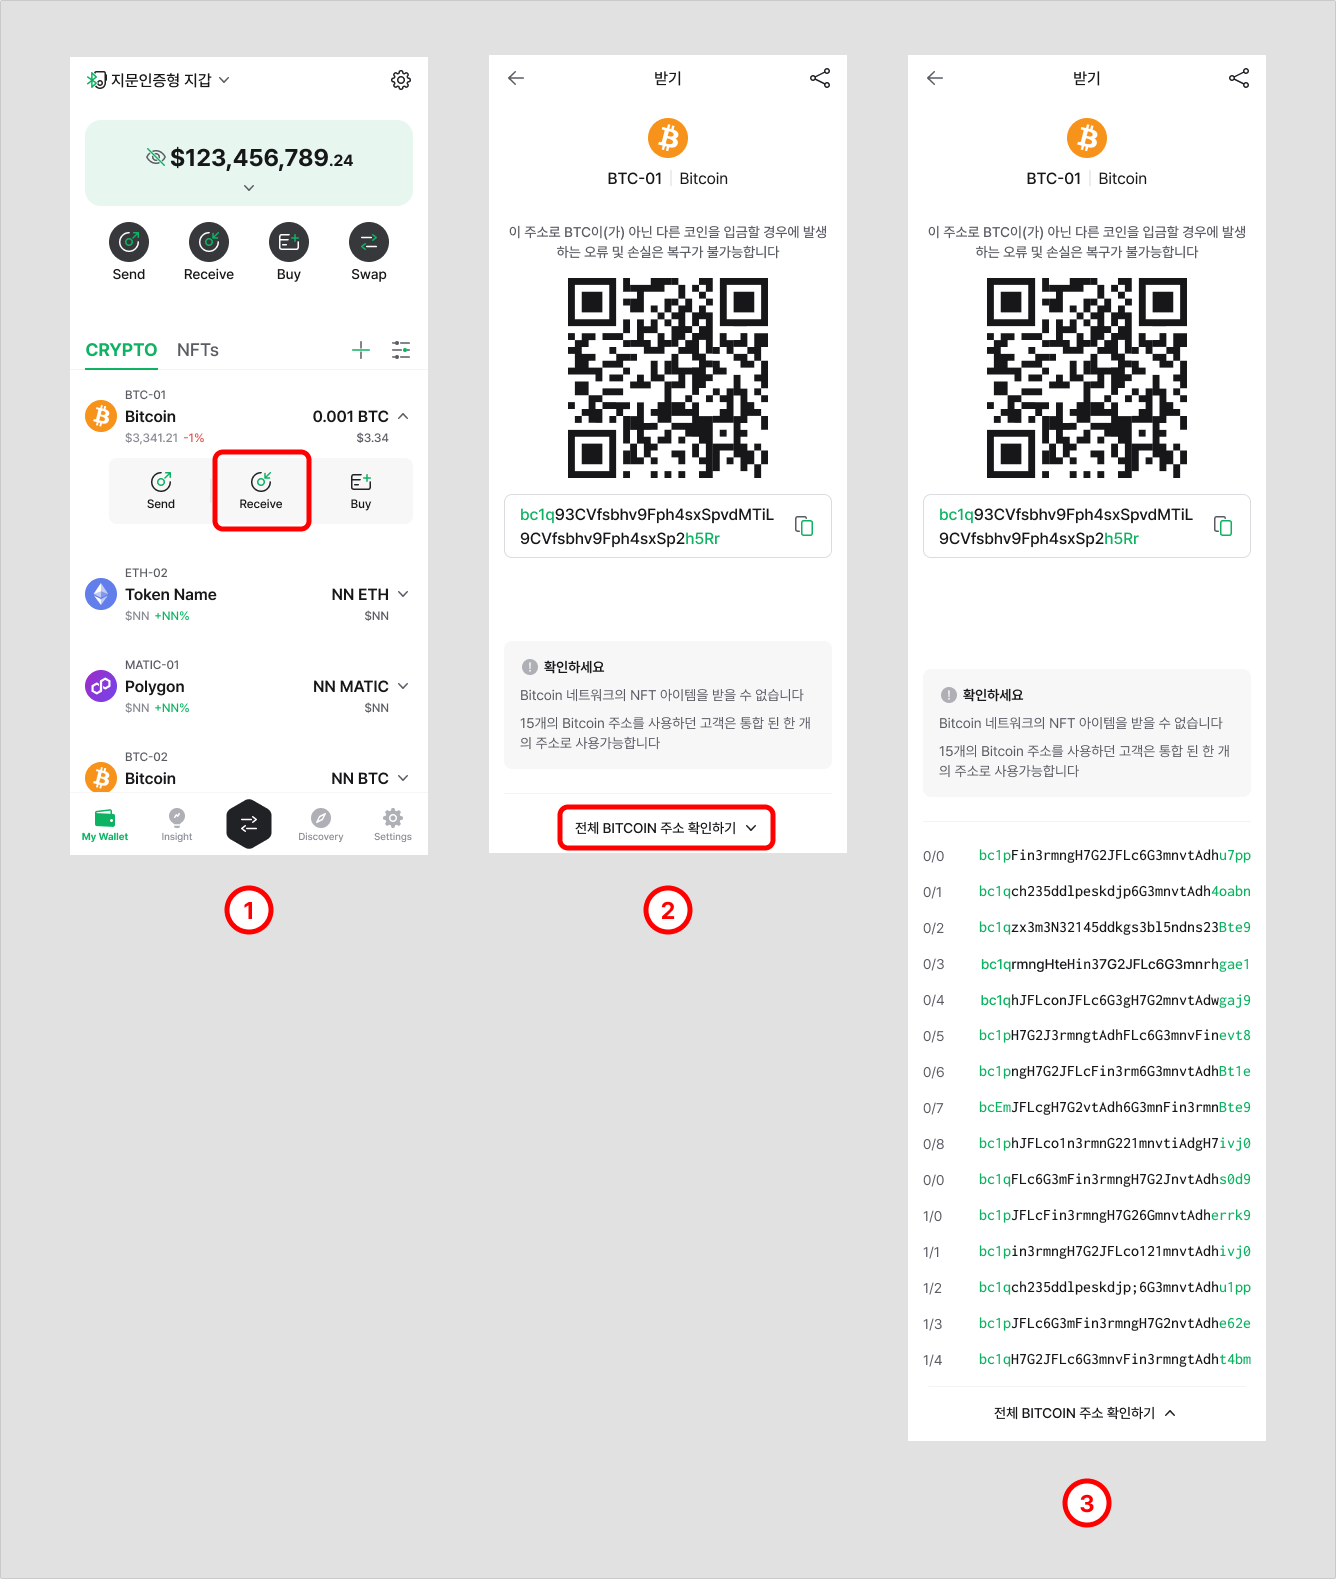 지문인증형 지갑
$123,456,789.24
Send
Receive
Buy
Swap
CRYPTO
NFTs
BTC-01
Bitcoin
0.001 BTC
$3,341.21 -1%
$3.34
Send
Receive
Buy
ETH-02
Token Name
NN ETH
$NN +NN%
$NN
MATIC-01
Polygon
NN MATIC
$NN +NN%
$NN
BTC-02
Bitcoin
NN BTC
My Wallet
Insight
Discovery
Settings
1
받기
BTC-01 Bitcoin
이 주소로 BTC이(가) 아닌 다른 코인을 입금할 경우에 발생
하는 오류 및 손실은 복구가 불가능합니다
bc1q93CVfsbhv9Fph4sxSpvdMTiL
9CVfsbhv9Fph4sxSp2h5Rr
확인하세요
Bitcoin 네트워크의 NFT 아이템을 받을 수 없습니다
15개의 Bitcoin 주소를 사용하던 고객은 통합 된 한 개
의 주소로 사용가능합니다
전체 BITCOIN 주소 확인하기
2
받기
BTC-01 Bitcoin
이 주소로 BTC이(가) 아닌 다른 코인을 입금할 경우에 발생
하는 오류 및 손실은 복구가 불가능합니다
bc1q93CVfsbhv9Fph4sxSpvdMTiL
9CVfsbhv9Fph4sxSp2h5Rr
확인하세요
Bitcoin 네트워크의 NFT 아이템을 받을 수 없습니다
15개의 Bitcoin 주소를 사용하던 고객은 통합 된 한 개
의 주소로 사용가능합니다
0/0 bc1pFin3rmngH7G2JFLc6G3mnvtAdhu7pp
0/1 bc1qch235ddlpeskdjp6G3mnvtAdh4oabn
0/2 bc1qzx3m3N32145ddkgs3bl5ndns23Bte9
0/3 bc1qrmngHteHin37G2JFLc6G3mnrhgae1
0/4 bc1qhJFLconJFLc6G3gH7G2mnvtAdwgaj9
0/5 bc1pH7G2J3rmngtAdhFLc6G3mnvFinevt8
0/6 bc1pngH7G2JFLcFin3rm6G3mnvtAdhBt1e
0/7 bcEmJFLcgH7G2vtAdh6G3mnFin3rmnBte9
0/8 bc1phJFLco1n3rmnG221mnvtiAdgH7ivj0
0/0 bc1qFLc6G3mFin3rmngH7G2JnvtAdhs0d9
1/0 bc1pJFLcFin3rmngH7G26GmnvtAdherrk9
1/1 bc1pin3rmngH7G2JFLco121mnvtAdhivj0
1/2 bc1qch235ddlpeskdjp;6G3mnvtAdhu1pp
1/3 bc1pJFLc6G3mFin3rmngH7G2nvtAdhe62e
1/4 bc1qH7G2JFLc6G3mnvFin3rmngtAdht4bm
전체 BITCOIN 주소 확인하기
3